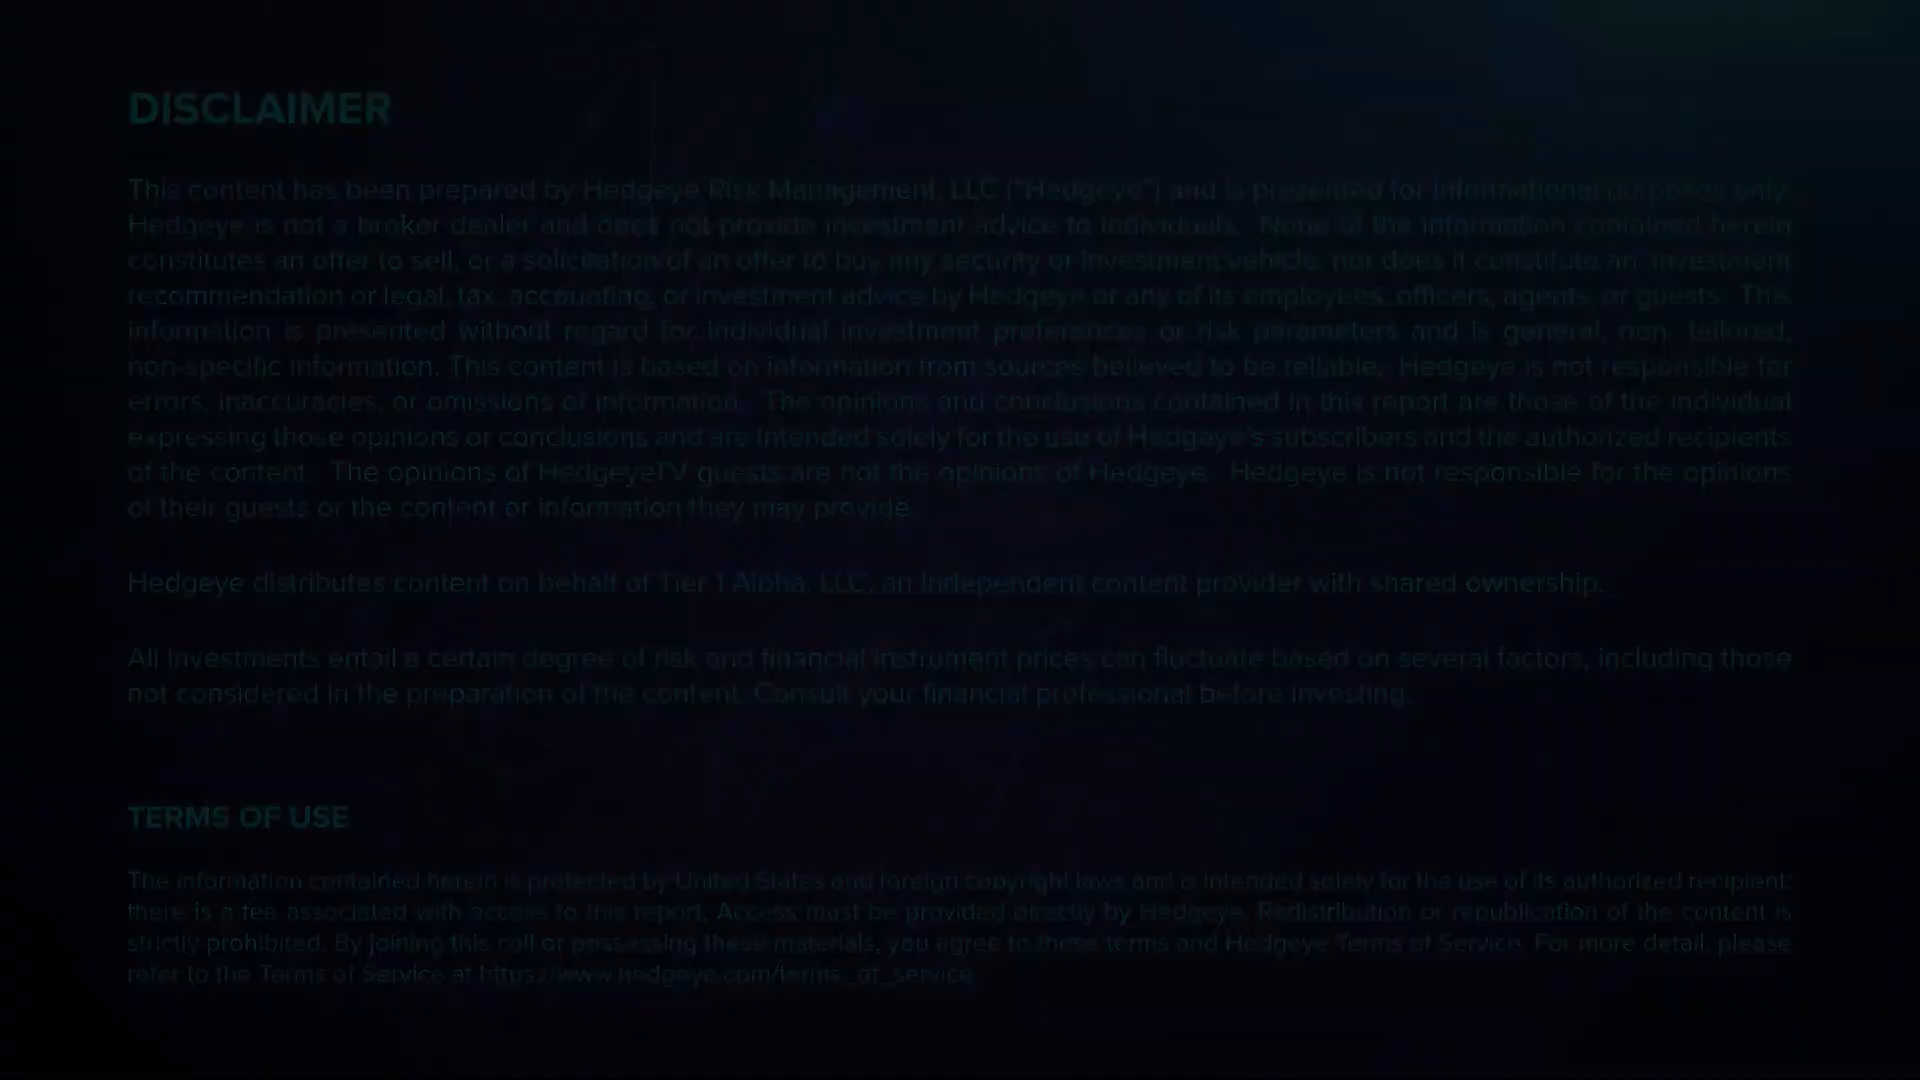 DISCLAIMER
This content has been prepared by Hedgeye Risk Management, LLC ("Hedgeye") and is presented for informational purposes only.
Hedgeye is not a broker dealer and does not provide investment advice to individuals. None of the information contained herein
constitutes an offer to sell, or a solicitation of an offer to buy any security or investment vehicle, nor does it constitute an investment
recommendation or legal, tax, accounting, or investment advice by Hedgeye or any of its employees, officers, agents or guests. This
information is presented without regard for individual investment preferences or risk parameters and is general, non- tailored,
non-specific information. This content is based on information from sources believed to be reliable. Hedgeye is not responsible for
errors, inaccuracies, or omissions of information. The opinions and conclusions contained in this report are those of the individual
expressing those opinions or conclusions and are intended solely for the use of Hedgeye's subscribers and the authorized recipients
of the content. The opinions of HedgeyeTV guests are not the opinions of Hedgeye. Hedgeye is not responsible for the opinions
of their guests or the content or information they may provide.
Hedgeye distributes content on behalf of Tier 1 Alpha, LLC, an independent content provider with shared ownership.
All investments entail a certain degree of risk and financial instrument prices can fluctuate based on several factors, including those
not considered in the preparation of the content. Consult your financial professional before investing.
TERMS OF USE
The information contained herein is protected by United States and foreign copyright laws and is intended solely for the use of its authorized recipient;
there is a fee associated with access to this report. Access must be provided directly by Hedgeye. Redistribution or republication of the content is
strictly prohibited. By joining this call or possessing these materials, you agree to these terms and Hedgeye Terms of Service. For more detail, please
refer to the Terms of Service at https://www.hedgeye.com/terms_of_service